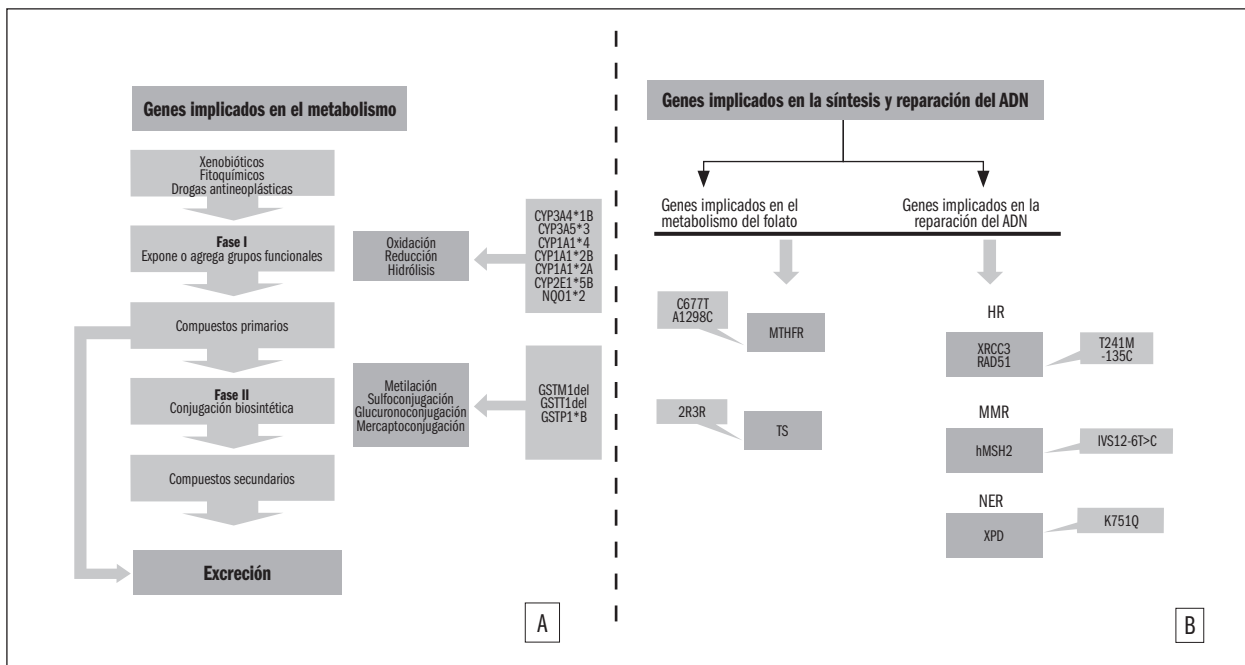 Genes implicados en el metabolismo
Xenobióticos
Fitoquímicos
Drogas antineoplásticas
Fase I
Expone o agrega grupos funcionales
Oxidación
Reducción
Hidrólisis
CYP3A4*1B
CYP3A5*3
CYP1A1*4
CYP1A1*2B
CYP1A1*2A
CYP2E1*5B
NQO1*2
Compuestos primarios
Fase II
Conjugación biosintética
Metilación
Sulfoconjugación
Glucuronoconjugación
Mercaptoconjugación
GSTM1del
GSTT1del
GSTP1*B
Compuestos secundarios
Excreción
A
Genes implicados en la síntesis y reparación del ADN
Genes implicados en el
metabolismo del folato
Genes implicados en la
reparación del ADN
C677T
A1298C
MTHFR
2R3R
TS
HR
XRCC3
RAD51
T241M
-135C
MMR
hMSH2
IVS12-6T>C
NER
XPD
K751Q
B